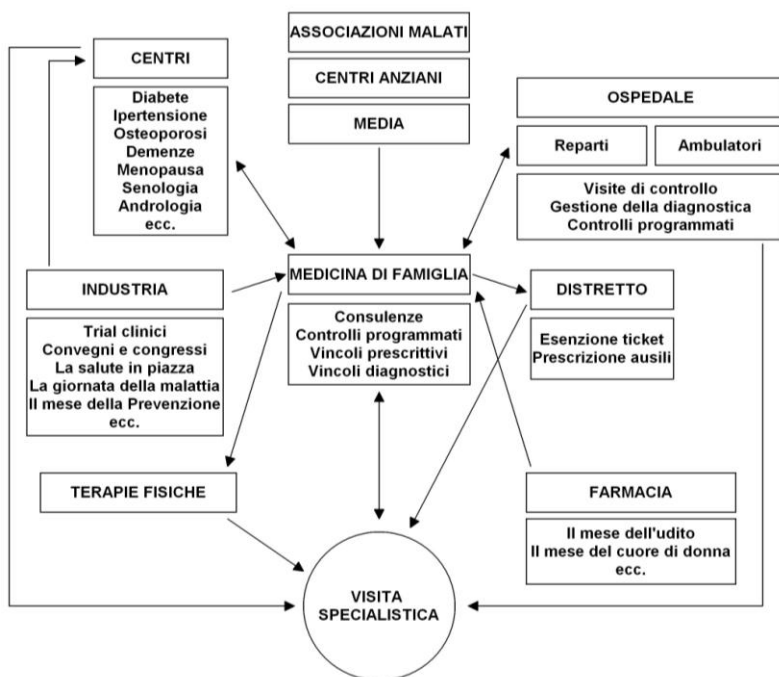 ASSOCIAZIONI MALATI
CENTRI ANZIANI
MEDIA
CENTRI
Diabete
Ipertensione
Osteoporosi
Demenze
Menopausa
Senologia
Andrologia
ecc.
OSPEDALE
Reparti
Ambulatori
Visite di controllo
Gestione della diagnostica
Controlli programmati
INDUSTRIA
Trial clinici
Convegni e congressi
La salute in piazza
La giornata della malattia
Il mese della Prevenzione
ecc.
MEDICINA DI FAMIGLIA
Consulenze
Controlli programmati
Vincoli prescrittivi
Vincoli diagnostici
DISTRETTO
Esenzione ticket
Prescrizione ausili
TERAPIE FISICHE
FARMACIA
Il mese dell'udito
Il mese del cuore di donna
ecc.
VISITA
SPECIALISTICA